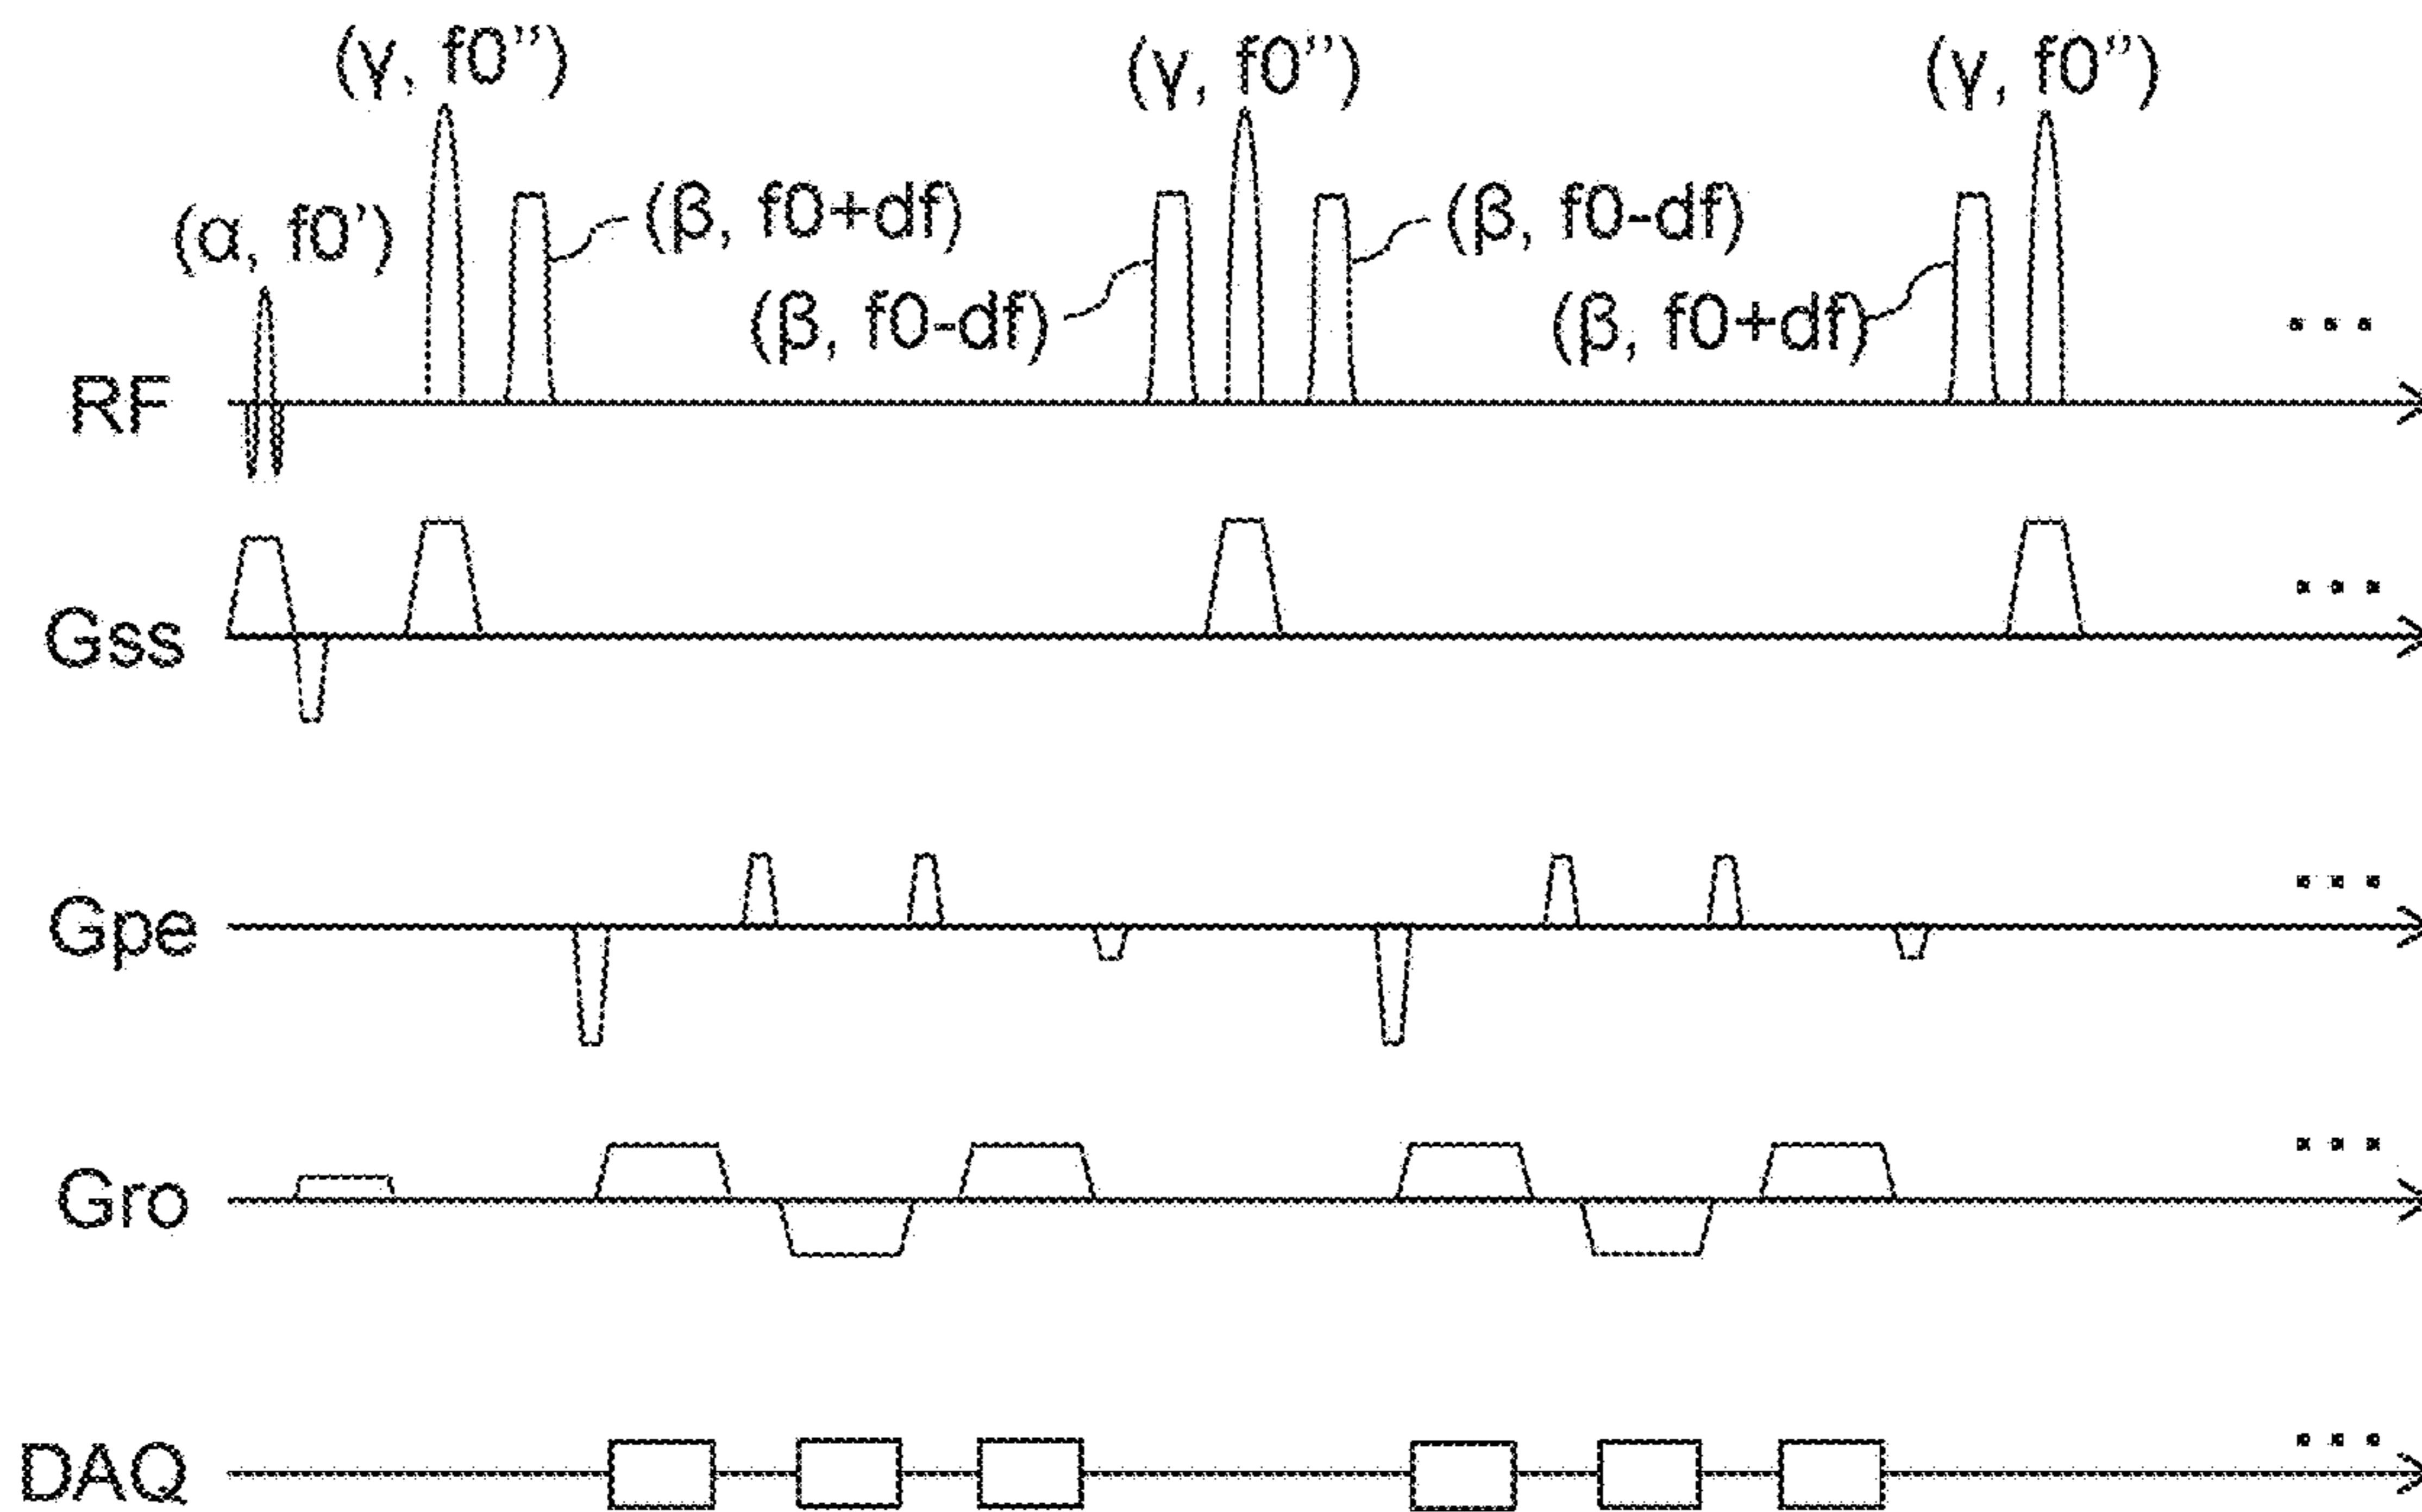 (γ, f0") (γ, f0") (γ, f0")
(α, f0') (β, f0+df) (β, f0-df)
(β, f0-df) (β, f0+df) ...
RF
Gss ...
Gpe ...
Gro ...
DAQ ...